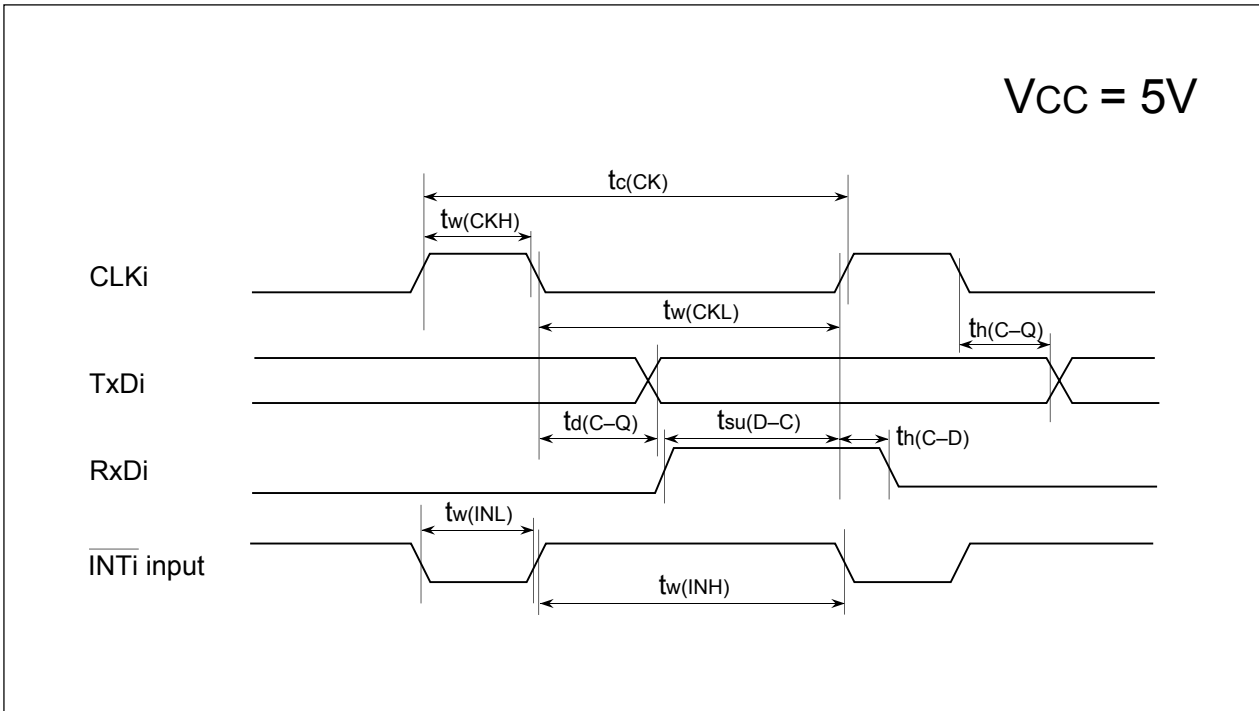 VCC = 5V
tc(CK)
tw(CKH)
CLKi
tw(CKL)
th(C–Q)
TxDi
td(C–Q)
tsu(D–C)
th(C–D)
RxDi
tw(INL)
INTi input
tw(INH)